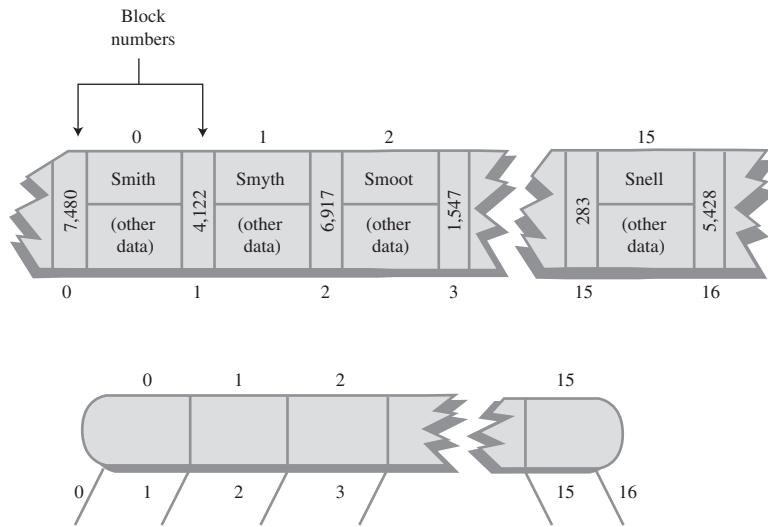 Block
numbers
0 1 2 15
7,480 Smith 4,122 Smyth 6,917 Smoot 1,547 283 Snell 5,428
(other (other (other (other
data) data) data) data)
0 1 2 3 15 16
0 1 2 15
0 1 2 3 15 16